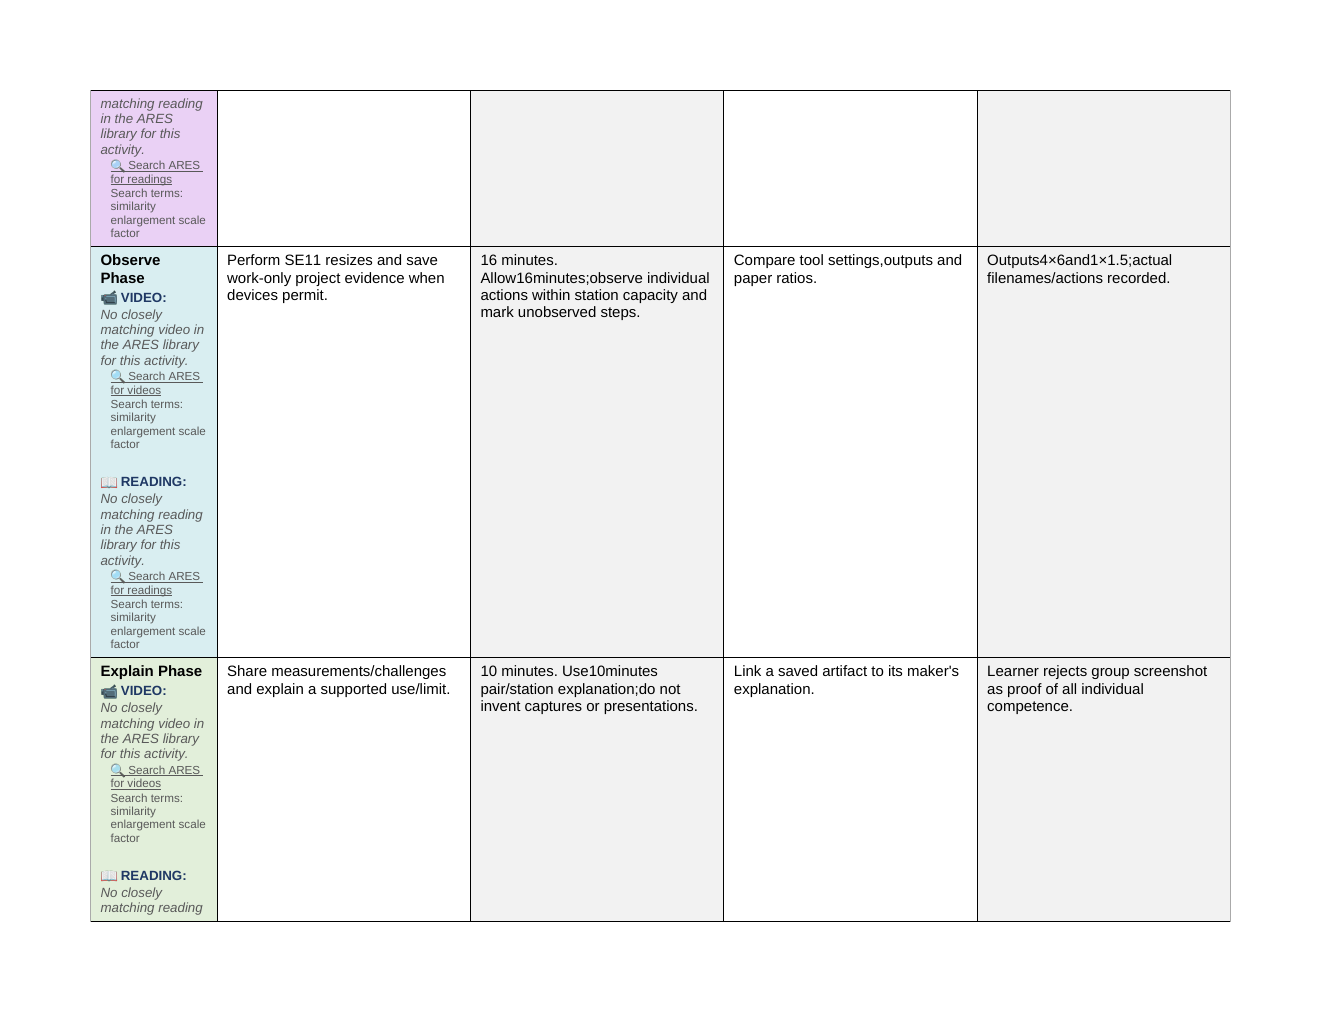 matching reading
in the ARES
library for this
activity.
🔍 Search ARES
for readings
Search terms:
similarity
enlargement scale
factor
Observe
Phase
📹 VIDEO:
No closely
matching video in
the ARES library
for this activity.
🔍 Search ARES
for videos
Search terms:
similarity
enlargement scale
factor
📖 READING:
No closely
matching reading
in the ARES
library for this
activity.
🔍 Search ARES
for readings
Search terms:
similarity
enlargement scale
factor
Perform SE11 resizes and save
work-only project evidence when
devices permit.
16 minutes.
Allow16minutes;observe individual
actions within station capacity and
mark unobserved steps.
Compare tool settings,outputs and
paper ratios.
Outputs4×6and1×1.5;actual
filenames/actions recorded.
Explain Phase
📹 VIDEO:
No closely
matching video in
the ARES library
for this activity.
🔍 Search ARES
for videos
Search terms:
similarity
enlargement scale
factor
📖 READING:
No closely
matching reading
Share measurements/challenges
and explain a supported use/limit.
10 minutes. Use10minutes
pair/station explanation;do not
invent captures or presentations.
Link a saved artifact to its maker's
explanation.
Learner rejects group screenshot
as proof of all individual
competence.